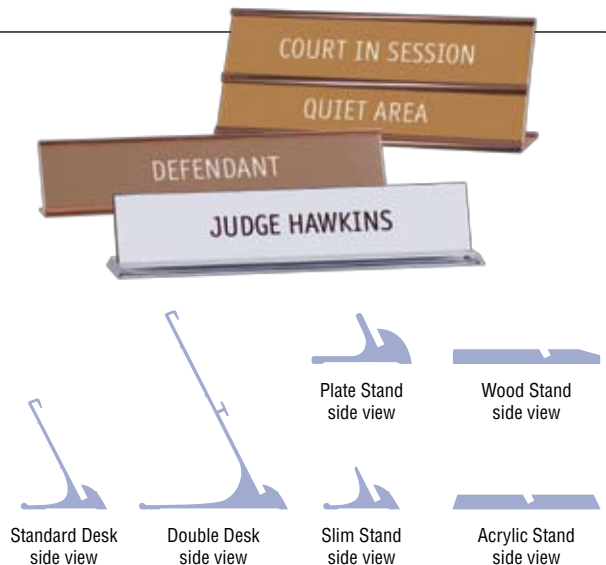 COURT IN SESSION
QUIET AREA
DEFENDANT
JUDGE HAWKINS
Plate Stand
side view
Wood Stand
side view
Standard Desk
side view
Double Desk
side view
Slim Stand
side view
Acrylic Stand
side view